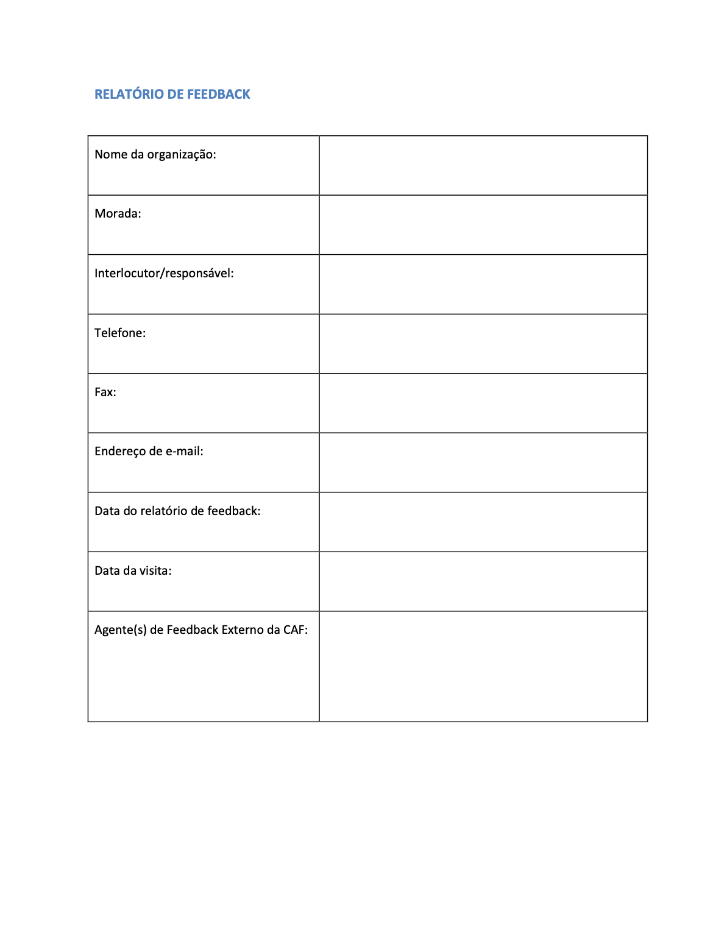 RELATÓRIO DE FEEDBACK
Nome da organização:
Morada:
Interlocutor/responsável:
Telefone:
Fax:
Endereço de e-mail:
Data do relatório de feedback:
Data da visita:
Agente(s) de Feedback Externo da CAF: